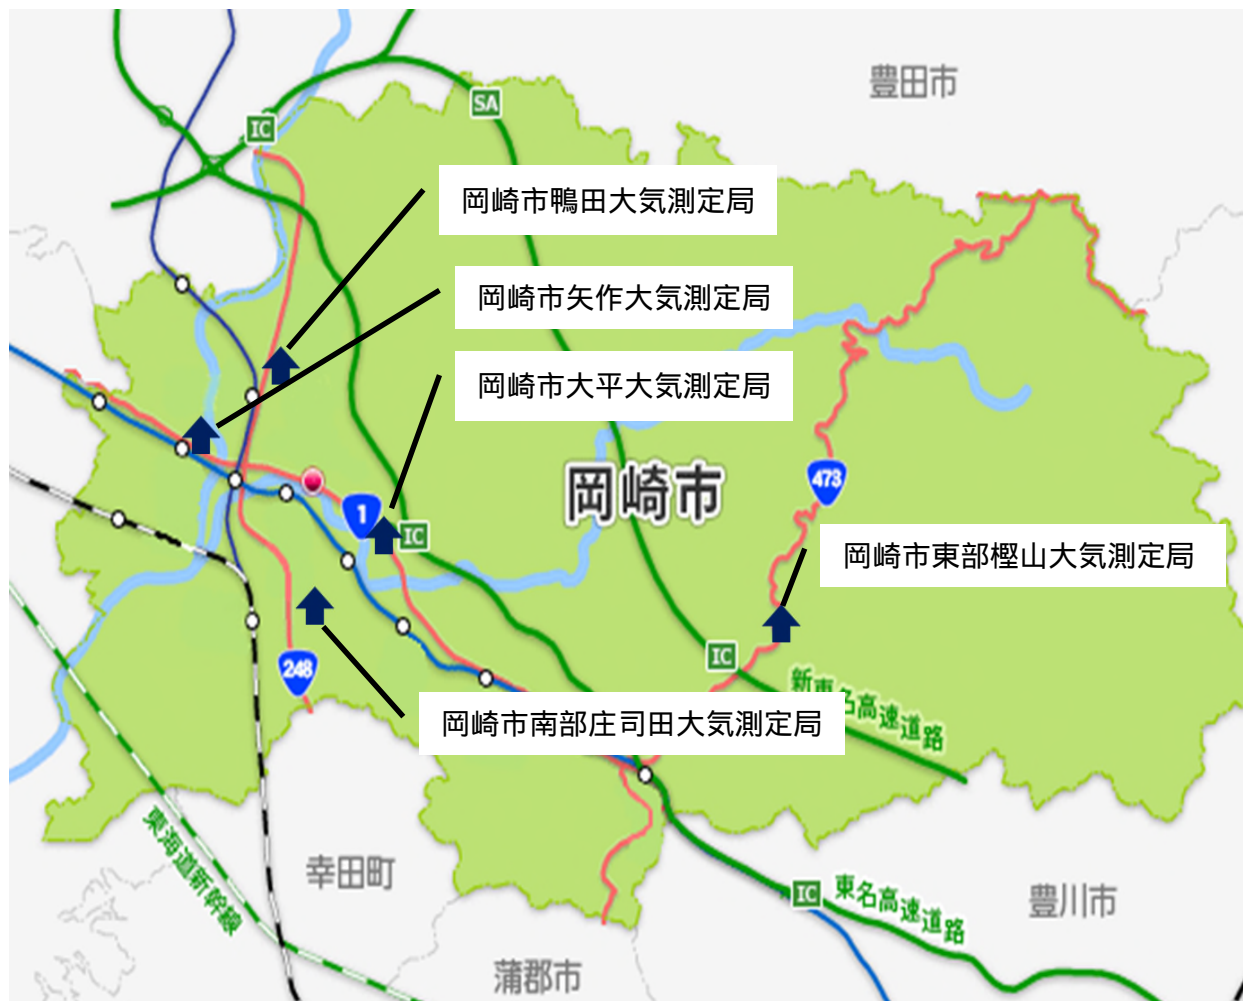 豊田市
SA
IC
岡崎市鴨田大気測定局
岡崎市矢作大気測定局
岡崎市大平大気測定局
岡崎市
473
1
IC
岡崎市東部樫山大気測定局
IC
248
新東名高速道路
岡崎市南部庄司田大気測定局
東海道新幹線
幸田町
IC
東名高速道路
豊川市
蒲郡市